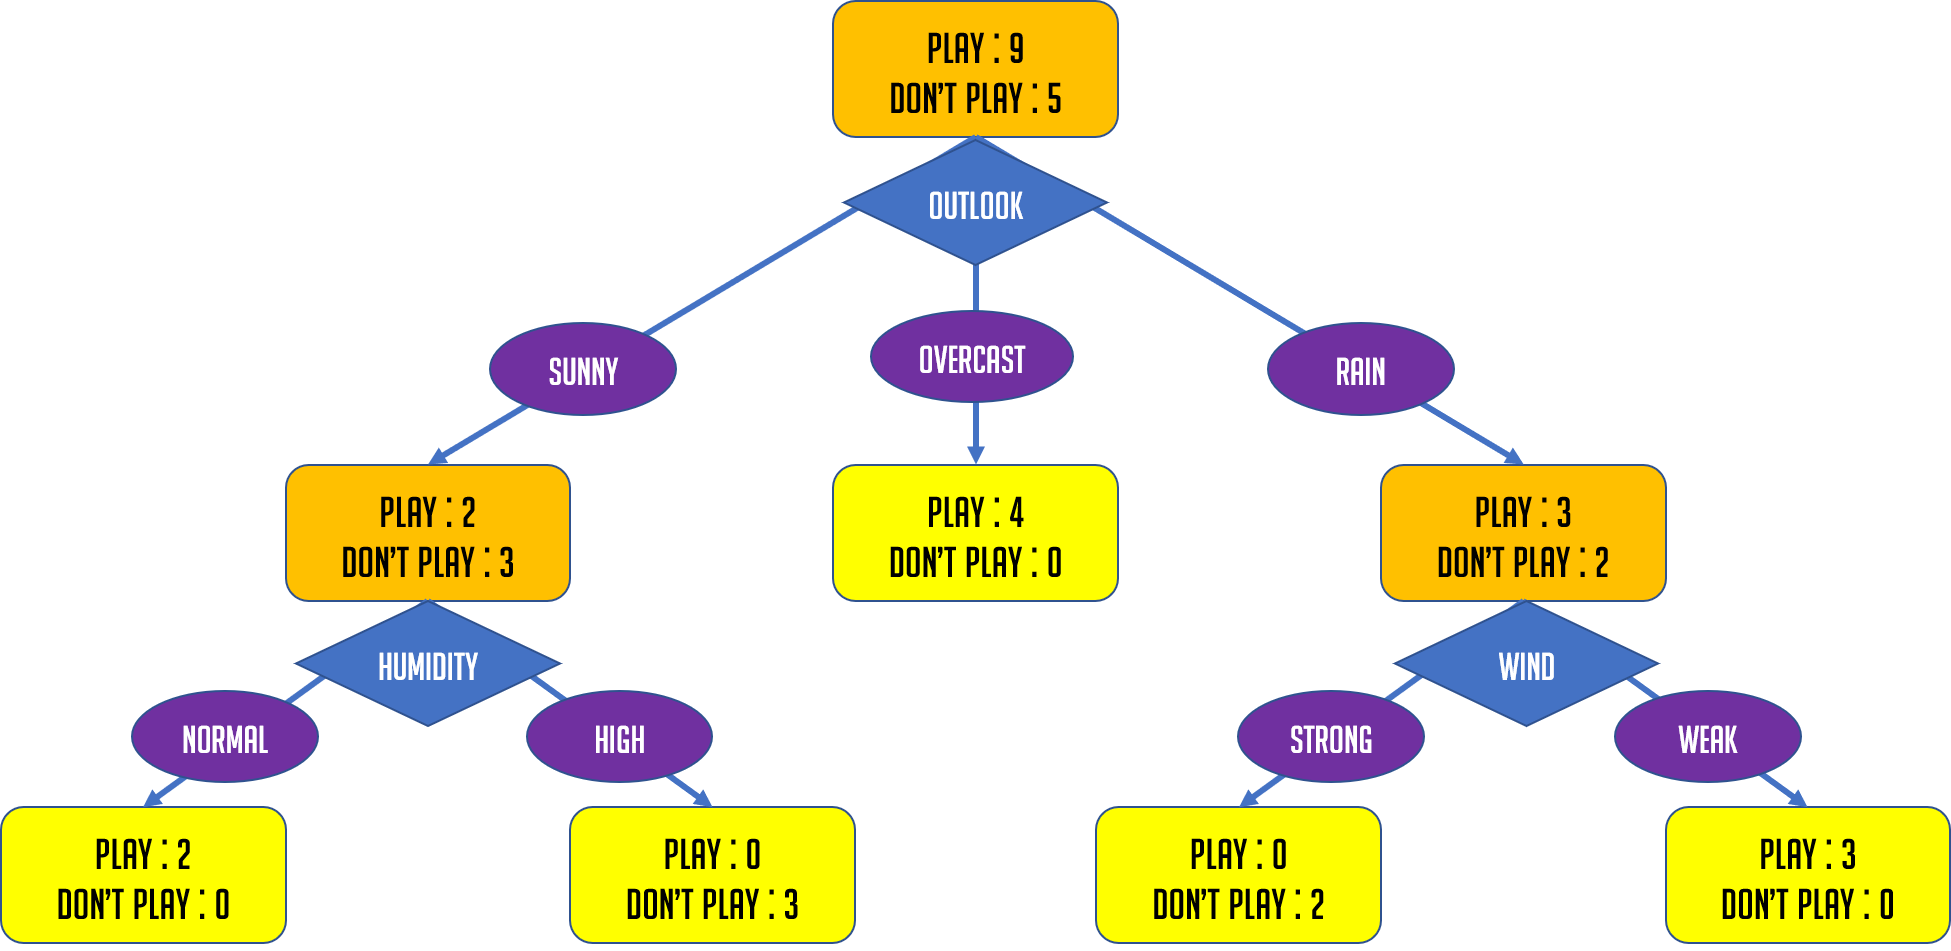 PLAY : 9
DON'T PLAY : 5
OUTLOOK
SUNNY
OVERCAST
RAIN
PLAY : 2
DON'T PLAY : 3
PLAY : 4
DON'T PLAY : 0
PLAY : 3
DON'T PLAY : 2
HUMIDITY
WIND
NORMAL
HIGH
STRONG
WEAK
PLAY : 2
DON'T PLAY : 0
PLAY : 0
DON'T PLAY : 3
PLAY : 0
DON'T PLAY : 2
PLAY : 3
DON'T PLAY : 0